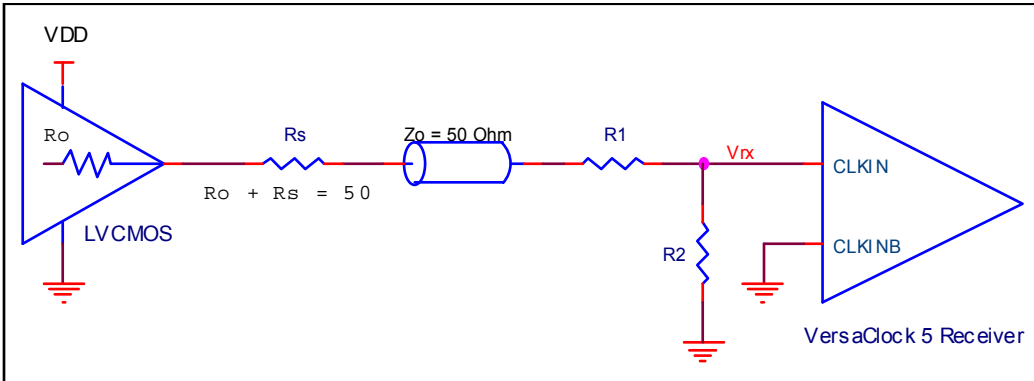 VDD
Ro
Rs
Zo = 50 Ohm
R1
Vrx
CLKIN
Ro + Rs = 50
LVCMOS
R2
CLKINB
VersaClock 5 Receiver